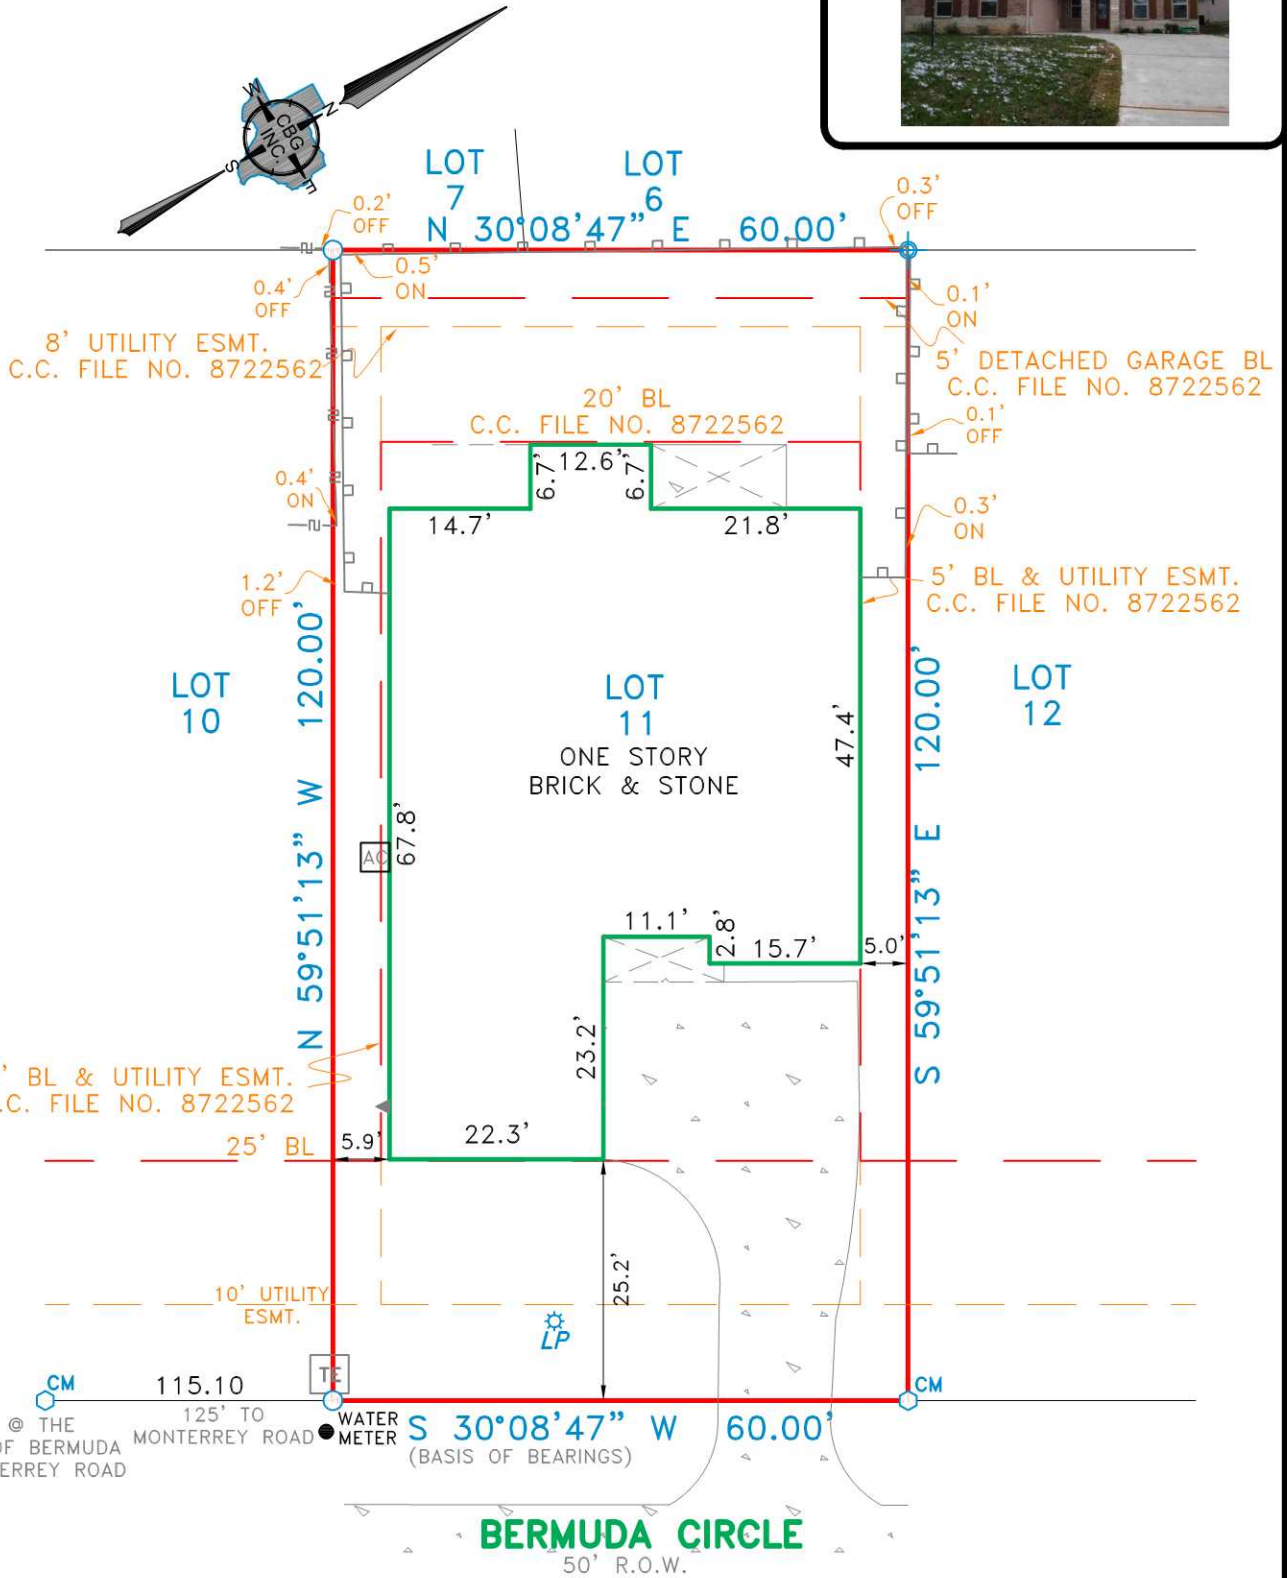 W
N
CBG
INC.
S
E
LOT
7
LOT
6
0.2'
OFF
0.3'
OFF
N 30°08'47" E 60.00'
0.4'
OFF
0.5'
ON
0.1'
ON
8' UTILITY ESMT.
C.C. FILE NO. 8722562
5' DETACHED GARAGE BL
C.C. FILE NO. 8722562
20' BL
C.C. FILE NO. 8722562
0.1'
OFF
12.6'
6.7'
6.7'
0.4'
ON
14.7'
21.8'
0.3'
ON
1.2'
OFF
5' BL & UTILITY ESMT.
C.C. FILE NO. 8722562
N 59°51'13" W 120.00'
S 59°51'13" E 120.00'
LOT
10
LOT
11
LOT
12
ONE STORY
BRICK & STONE
47.4'
67.8'
AC
11.1'
2.8'
15.7'
5.0'
23.2'
' BL & UTILITY ESMT.
.C. FILE NO. 8722562
25' BL
5.9'
22.3'
25.2'
10' UTILITY
ESMT.
LP
TE
CM
115.10
CM
@ THE
OF BERMUDA
ERREY ROAD
125' TO
MONTERREY ROAD
WATER
METER
S 30°08'47" W 60.00'
(BASIS OF BEARINGS)
BERMUDA CIRCLE
50' R.O.W.